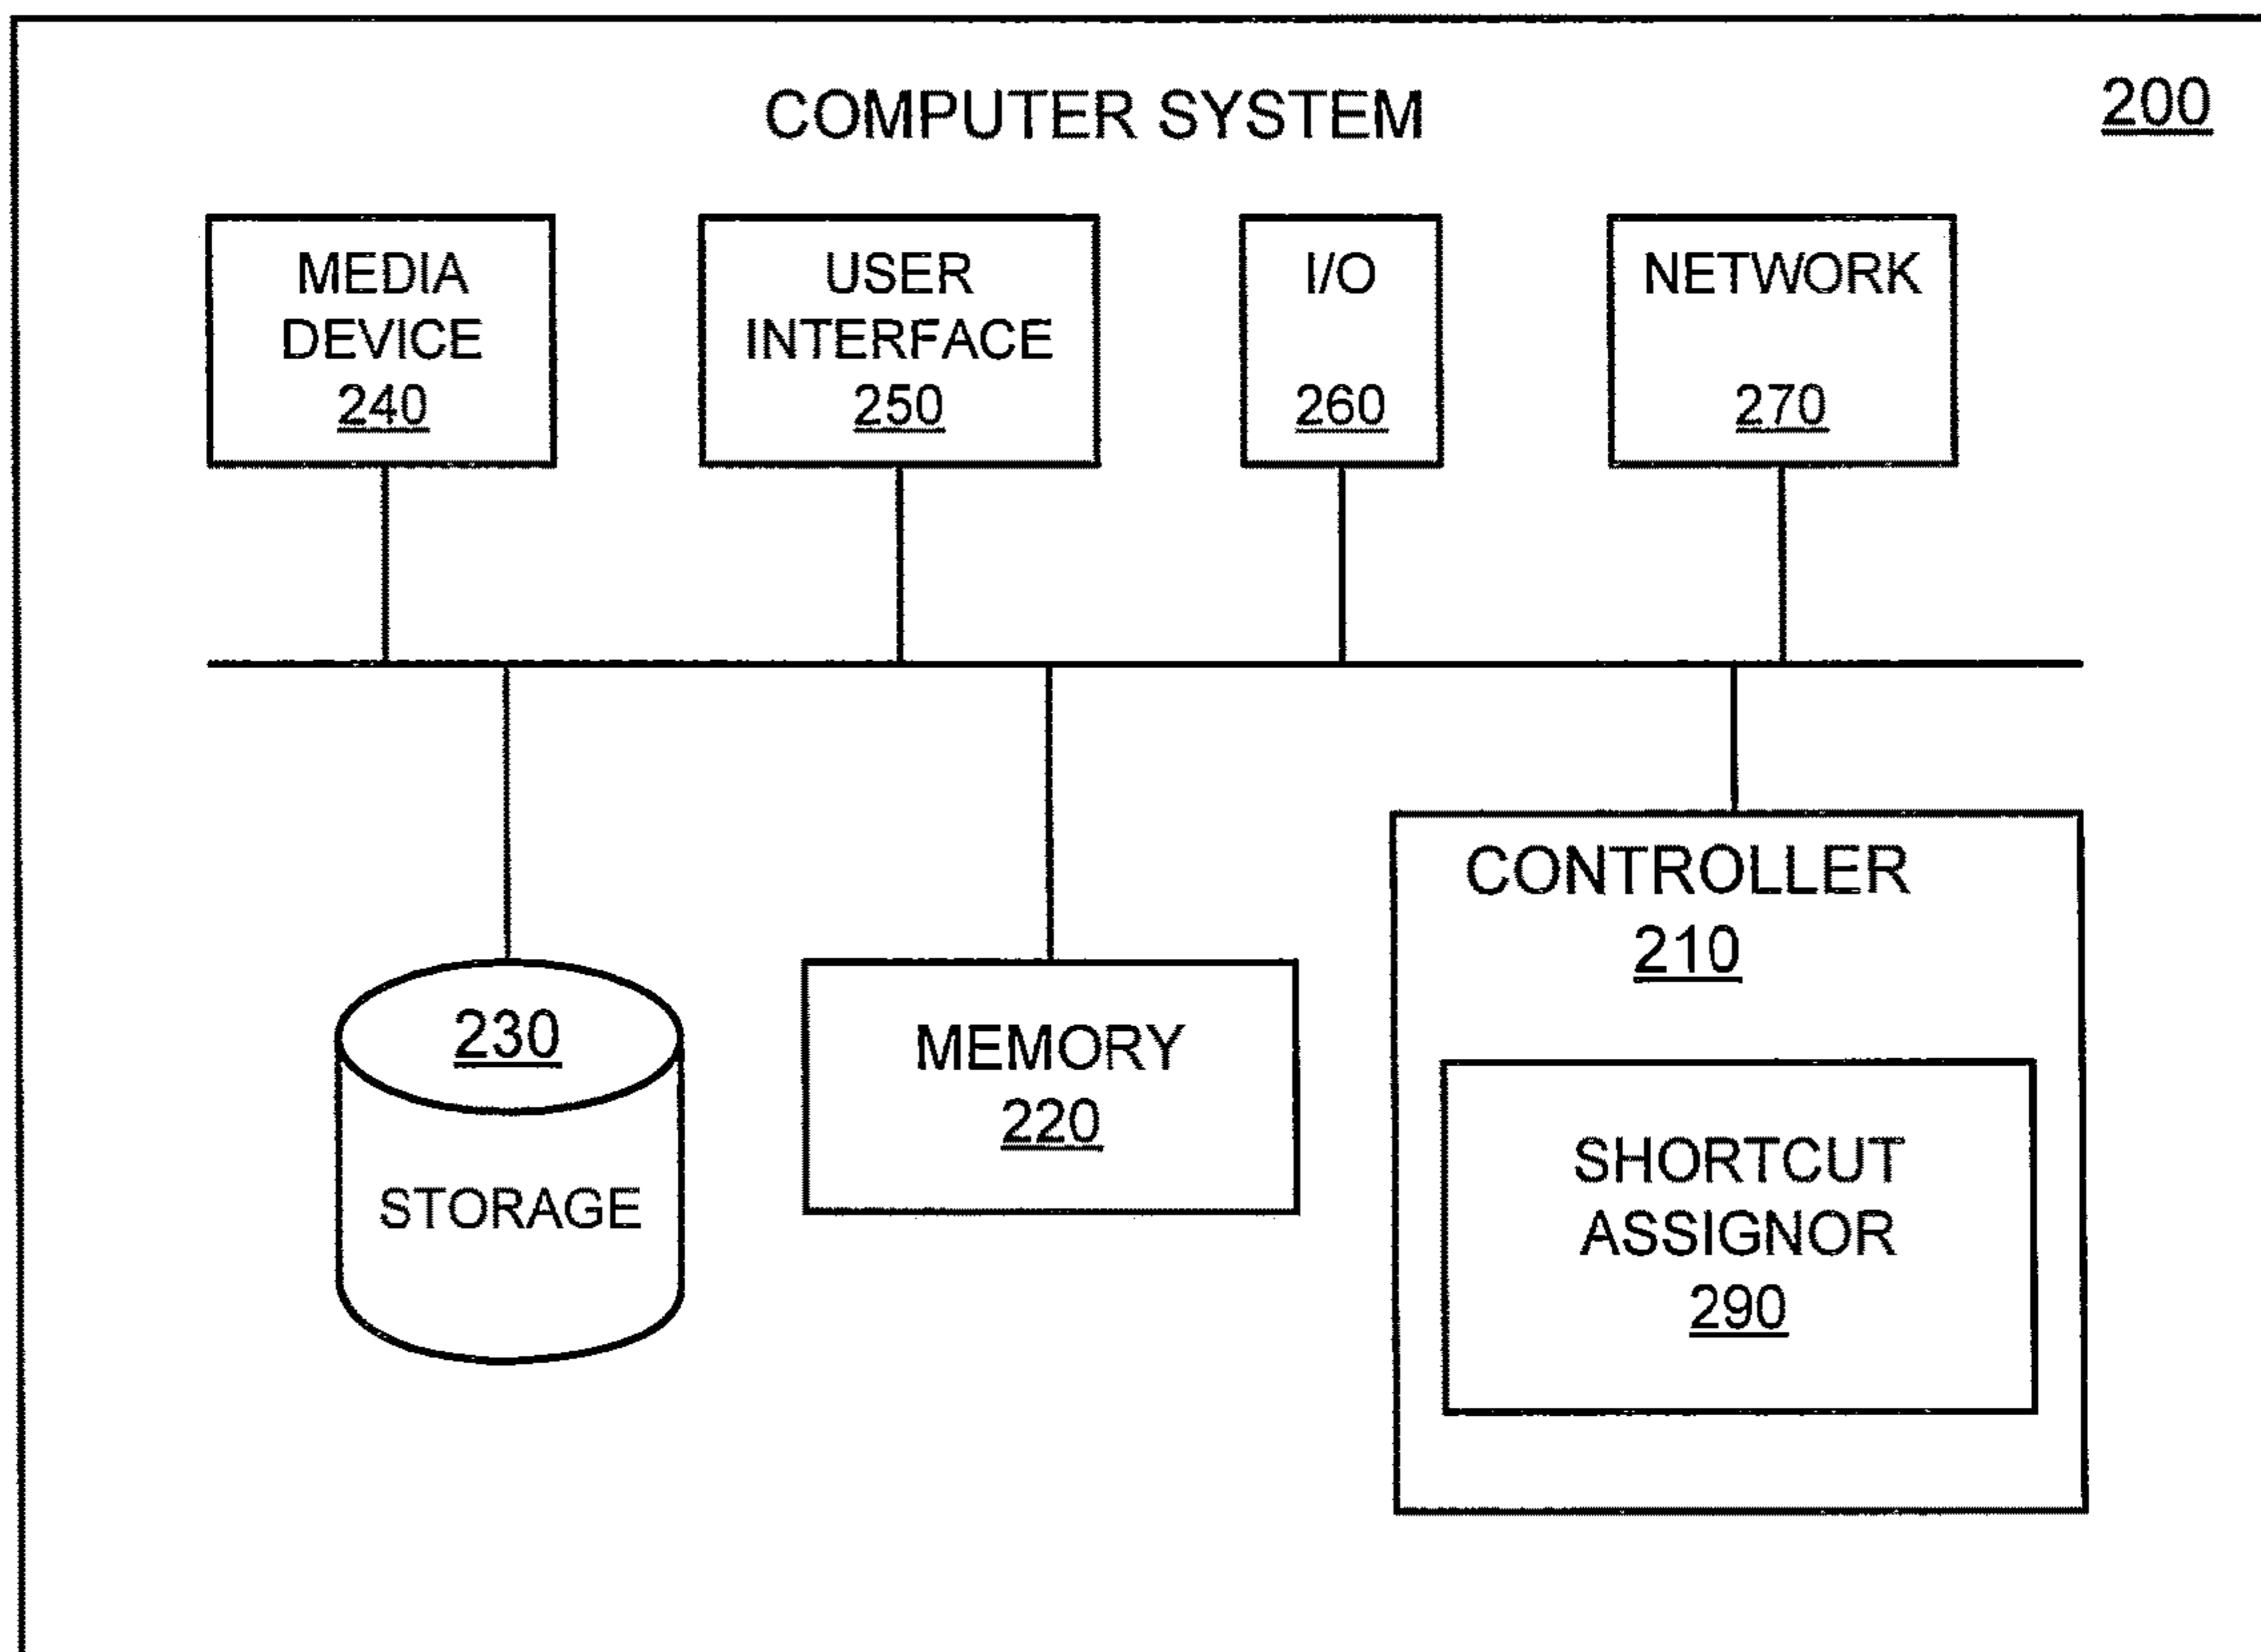 COMPUTER SYSTEM
200
MEDIA
DEVICE
240
USER
INTERFACE
250
I/O
260
NETWORK
270
230
STORAGE
MEMORY
220
CONTROLLER
210
SHORTCUT
ASSIGNOR
290